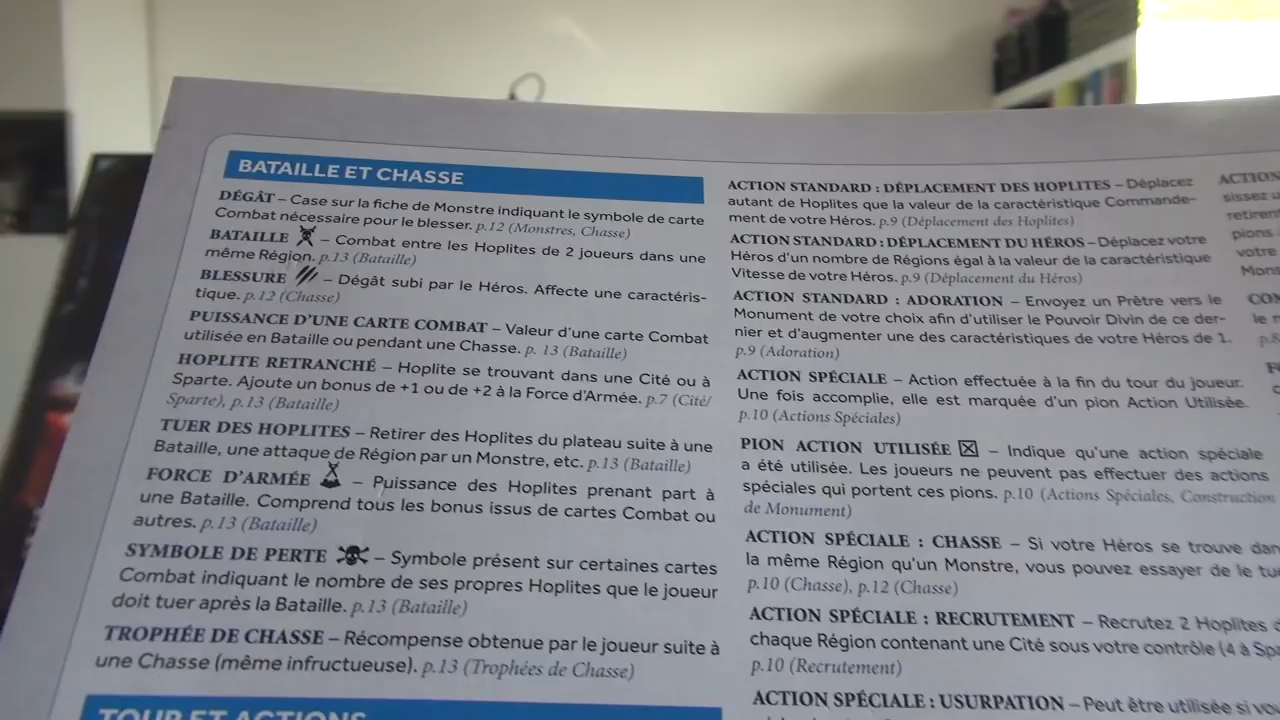 BATAILLE ET CHASSE
DÉGÂT – Case sur la fiche de Monstre indiquant le symbole de carte
Combat nécessaire pour le blesser. p.12 (Monstres, Chasse)
BATAILLE – Combat entre les Hoplites de 2 joueurs dans une
même Région. p.13 (Bataille)
BLESSURE – Dégât subi par le Héros. Affecte une caractéris-
tique. p.12 (Chasse)
PUISSANCE D'UNE CARTE COMBAT – Valeur d'une carte Combat
utilisée en Bataille ou pendant une Chasse. p. 13 (Bataille)
HOPLITE RETRANCHÉ – Hoplite se trouvant dans une Cité ou à
Sparte. Ajoute un bonus de +1 ou de +2 à la Force d'Armée. p.7 (Cité/
Sparte), p.13 (Bataille)
TUER DES HOPLITES – Retirer des Hoplites du plateau suite à une
Bataille, une attaque de Région par un Monstre, etc. p.13 (Bataille)
FORCE D'ARMÉE – Puissance des Hoplites prenant part à
une Bataille. Comprend tous les bonus issus de cartes Combat ou
autres. p.13 (Bataille)
SYMBOLE DE PERTE – Symbole présent sur certaines cartes
Combat indiquant le nombre de ses propres Hoplites que le joueur
doit tuer après la Bataille. p.13 (Bataille)
TROPHÉE DE CHASSE – Récompense obtenue par le joueur suite à
une Chasse (même infructueuse). p.13 (Trophées de Chasse)
TOUR ET ACTIONS
ACTION STANDARD : DÉPLACEMENT DES HOPLITES – Déplacez
autant de Hoplites que la valeur de la caractéristique Commande-
ment de votre Héros. p.9 (Déplacement des Hoplites)
ACTION STANDARD : DÉPLACEMENT DU HÉROS – Déplacez votre
Héros d'un nombre de Régions égal à la valeur de la caractéristique
Vitesse de votre Héros. p.9 (Déplacement du Héros)
ACTION STANDARD : ADORATION – Envoyez un Prêtre vers le
Monument de votre choix afin d'utiliser le Pouvoir Divin de ce der-
nier et d'augmenter une des caractéristiques de votre Héros de 1.
p.9 (Adoration)
ACTION SPÉCIALE – Action effectuée à la fin du tour du joueur.
Une fois accomplie, elle est marquée d'un pion Action Utilisée.
p.10 (Actions Spéciales)
PION ACTION UTILISÉE – Indique qu'une action spéciale
a été utilisée. Les joueurs ne peuvent pas effectuer des actions
spéciales qui portent ces pions. p.10 (Actions Spéciales, Construction
de Monument)
ACTION SPÉCIALE : CHASSE – Si votre Héros se trouve dan
la même Région qu'un Monstre, vous pouvez essayer de le tue
p.10 (Chasse), p.12 (Chasse)
ACTION SPÉCIALE : RECRUTEMENT – Recrutez 2 Hoplites
chaque Région contenant une Cité sous votre contrôle (4 à Spa
p.10 (Recrutement)
ACTION SPÉCIALE : USURPATION – Peut être utilisée si vo
ACTION
sissez
retirem
pions
votre
Mons
CON
le